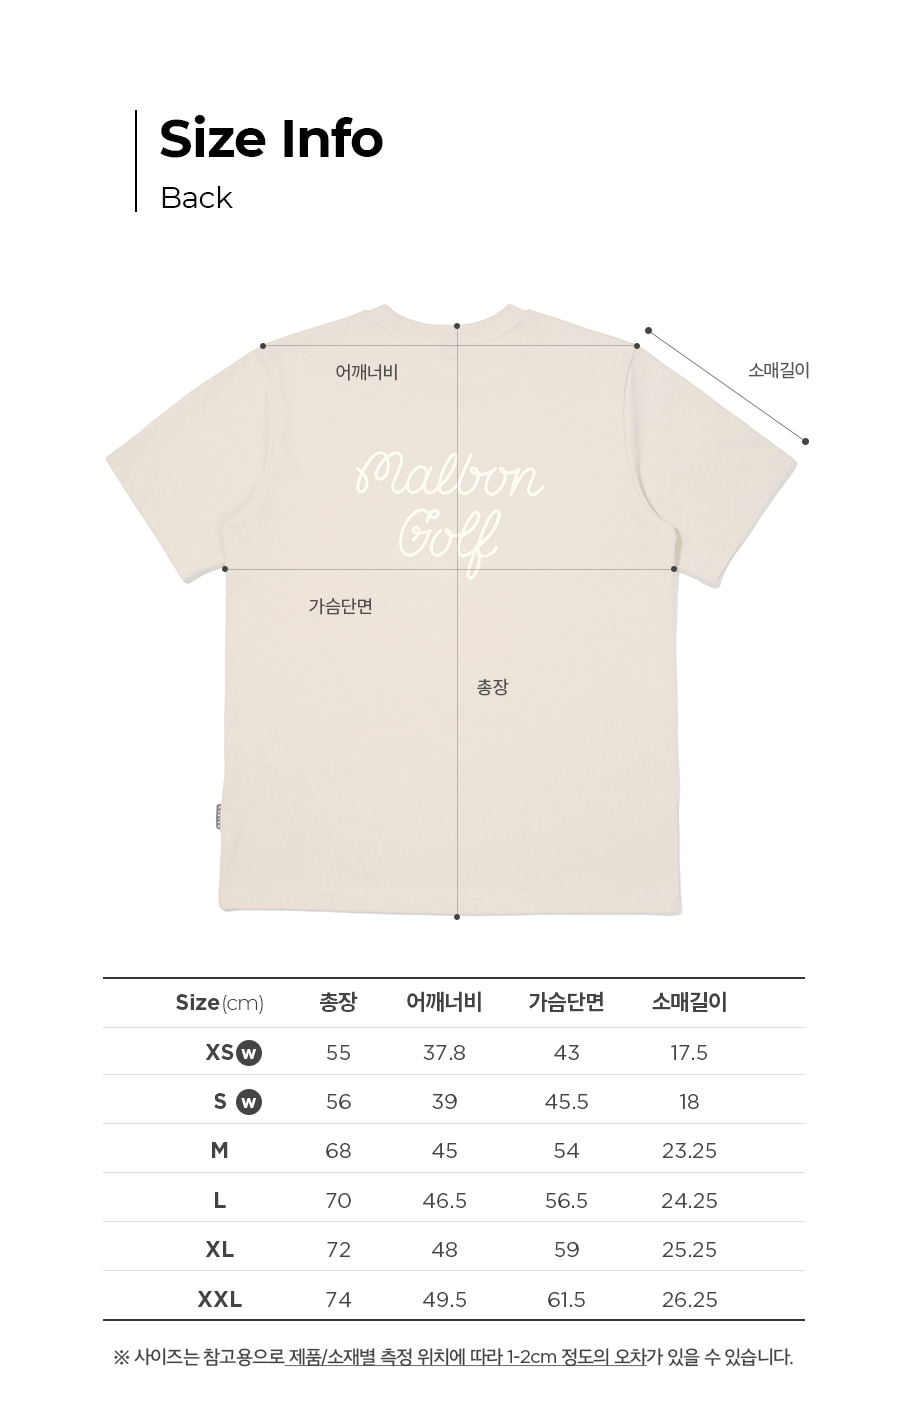 Size Info
Back
어깨너비
소매길이
Malbon
Golf
가슴단면
총장
Size(cm) 총장 어깨너비 가슴단면 소매길이
XS W 55 37.8 43 17.5
S W 56 39 45.5 18
M 68 45 54 23.25
L 70 46.5 56.5 24.25
XL 72 48 59 25.25
XXL 74 49.5 61.5 26.25
※ 사이즈는 참고용으로 제품/소재별 측정 위치에 따라 1-2cm 정도의 오차가 있을 수 있습니다.